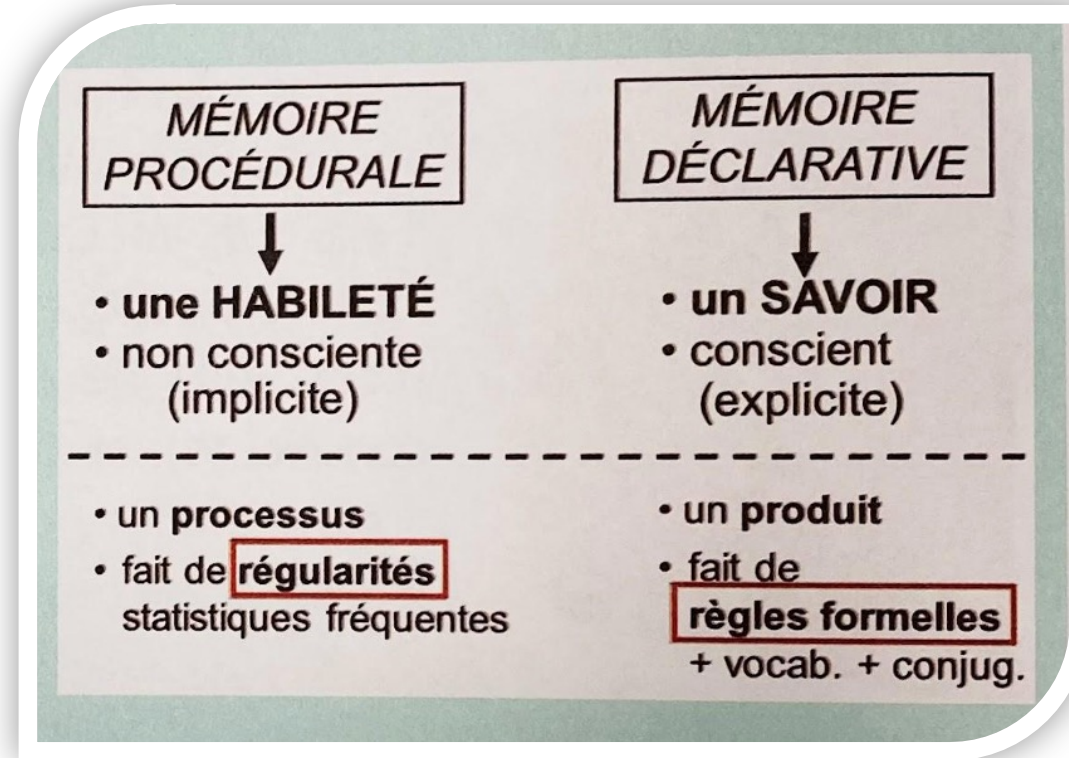 MÉMOIRE
PROCÉDURALE
• une HABILETÉ
• non consciente
(implicite)
• un processus
• fait de régularités
statistiques fréquentes
MÉMOIRE
DÉCLARATIVE
• un SAVOIR
• conscient
(explicite)
• un produit
• fait de
règles formelles
+ vocab. + conjug.